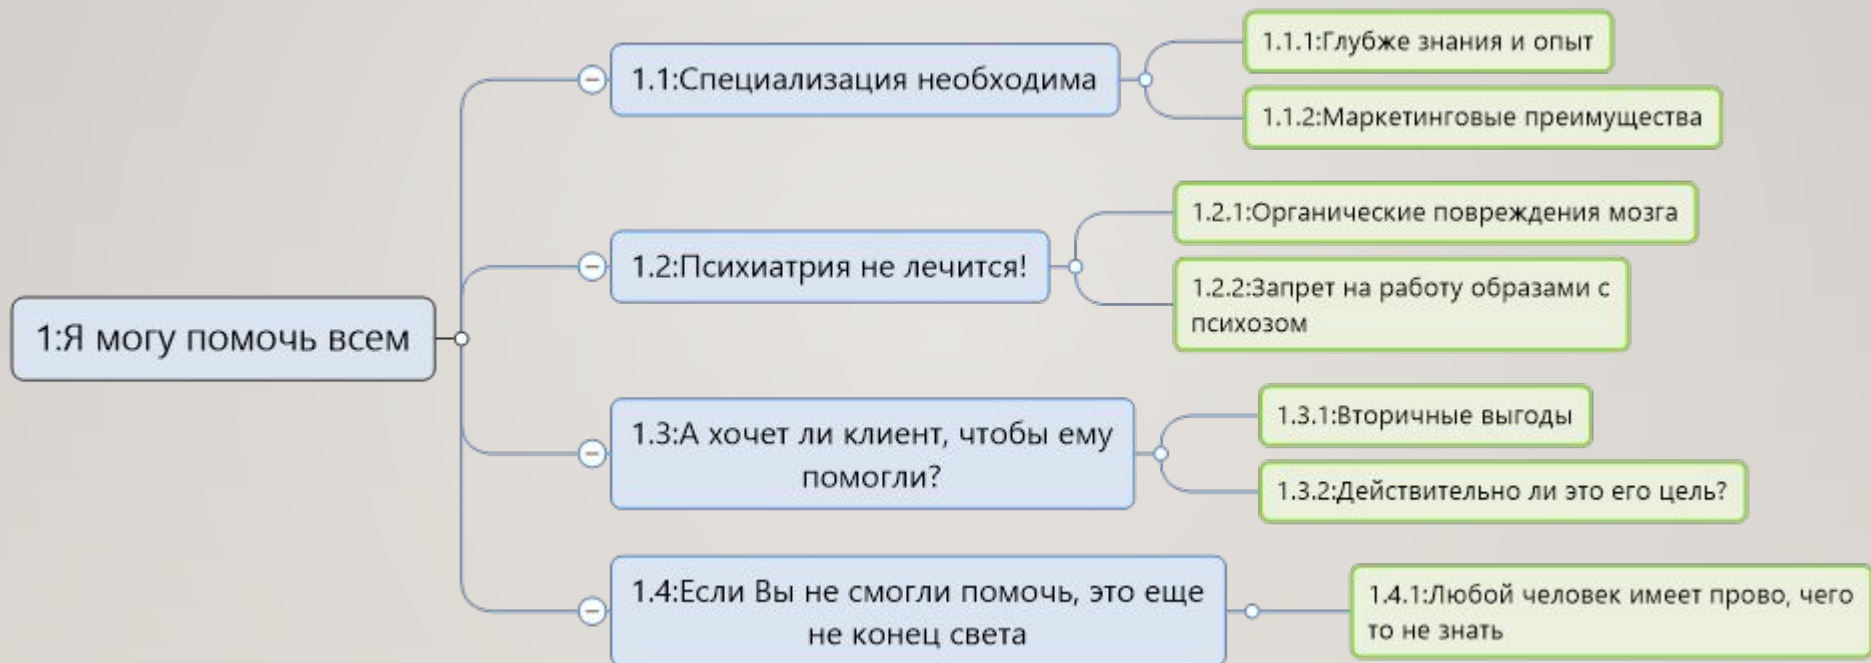 1:Я могу помочь всем
1.1:Специализация необходима
1.1.1:Глубже знания и опыт
1.1.2:Маркетинговые преимущества
1.2:Психиатрия не лечится!
1.2.1:Органические повреждения мозга
1.2.2:Запрет на работу образами с
психозом
1.3:А хочет ли клиент, чтобы ему
помогли?
1.3.1:Вторичные выгоды
1.3.2:Действительно ли это его цель?
1.4:Если Вы не смогли помочь, это еще
не конец света
1.4.1:Любой человек имеет прово, чего
то не знать